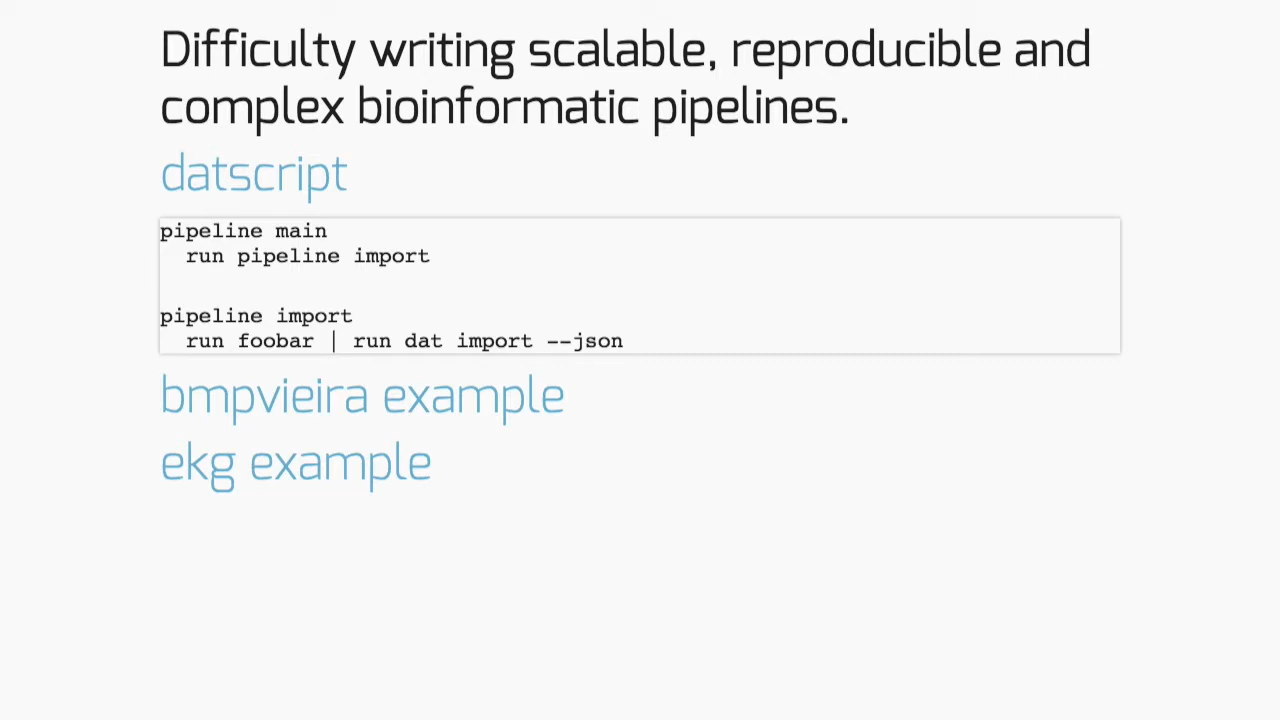 Difficulty writing scalable, reproducible and
complex bioinformatic pipelines.
datscript
pipeline main
  run pipeline import
pipeline import
  run foobar | run dat import --json
bmpvieira example
ekg example